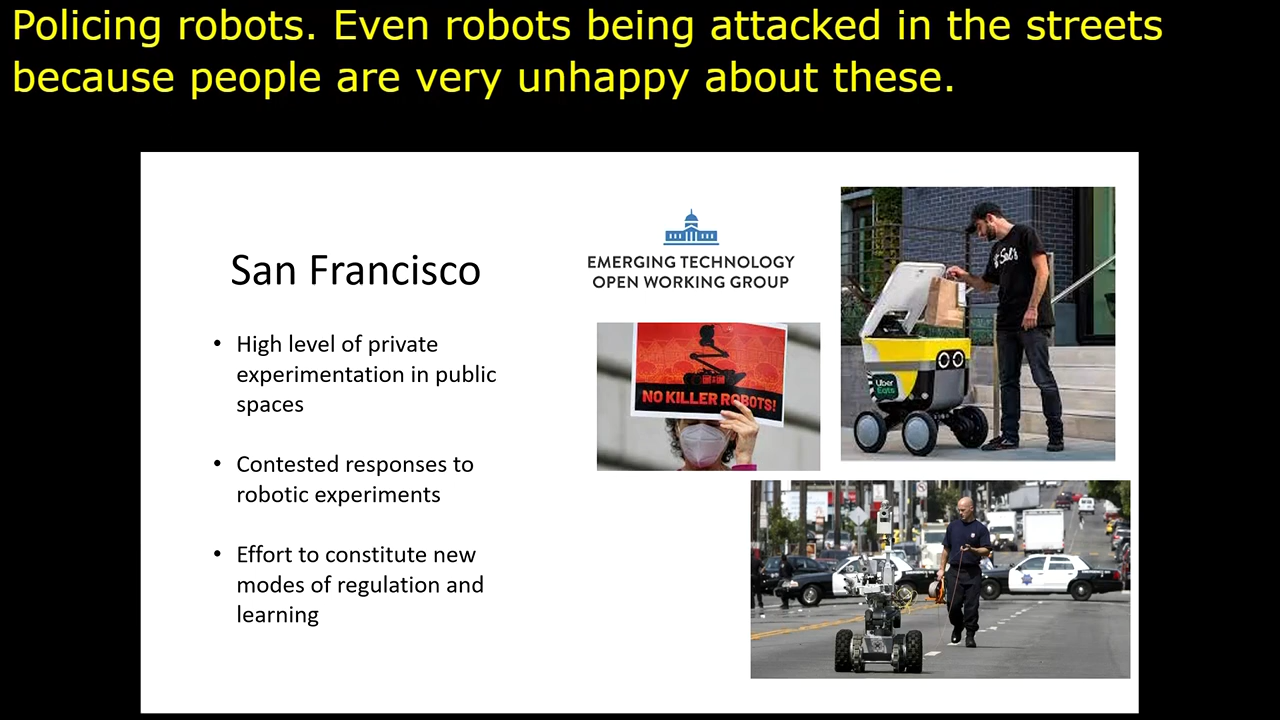 Policing robots. Even robots being attacked in the streets
because people are very unhappy about these.
San Francisco
• High level of private
experimentation in public
spaces
• Contested responses to
robotic experiments
• Effort to constitute new
modes of regulation and
learning
EMERGING TECHNOLOGY
OPEN WORKING GROUP
NO KILLER ROBOTS!
Uber
Eats